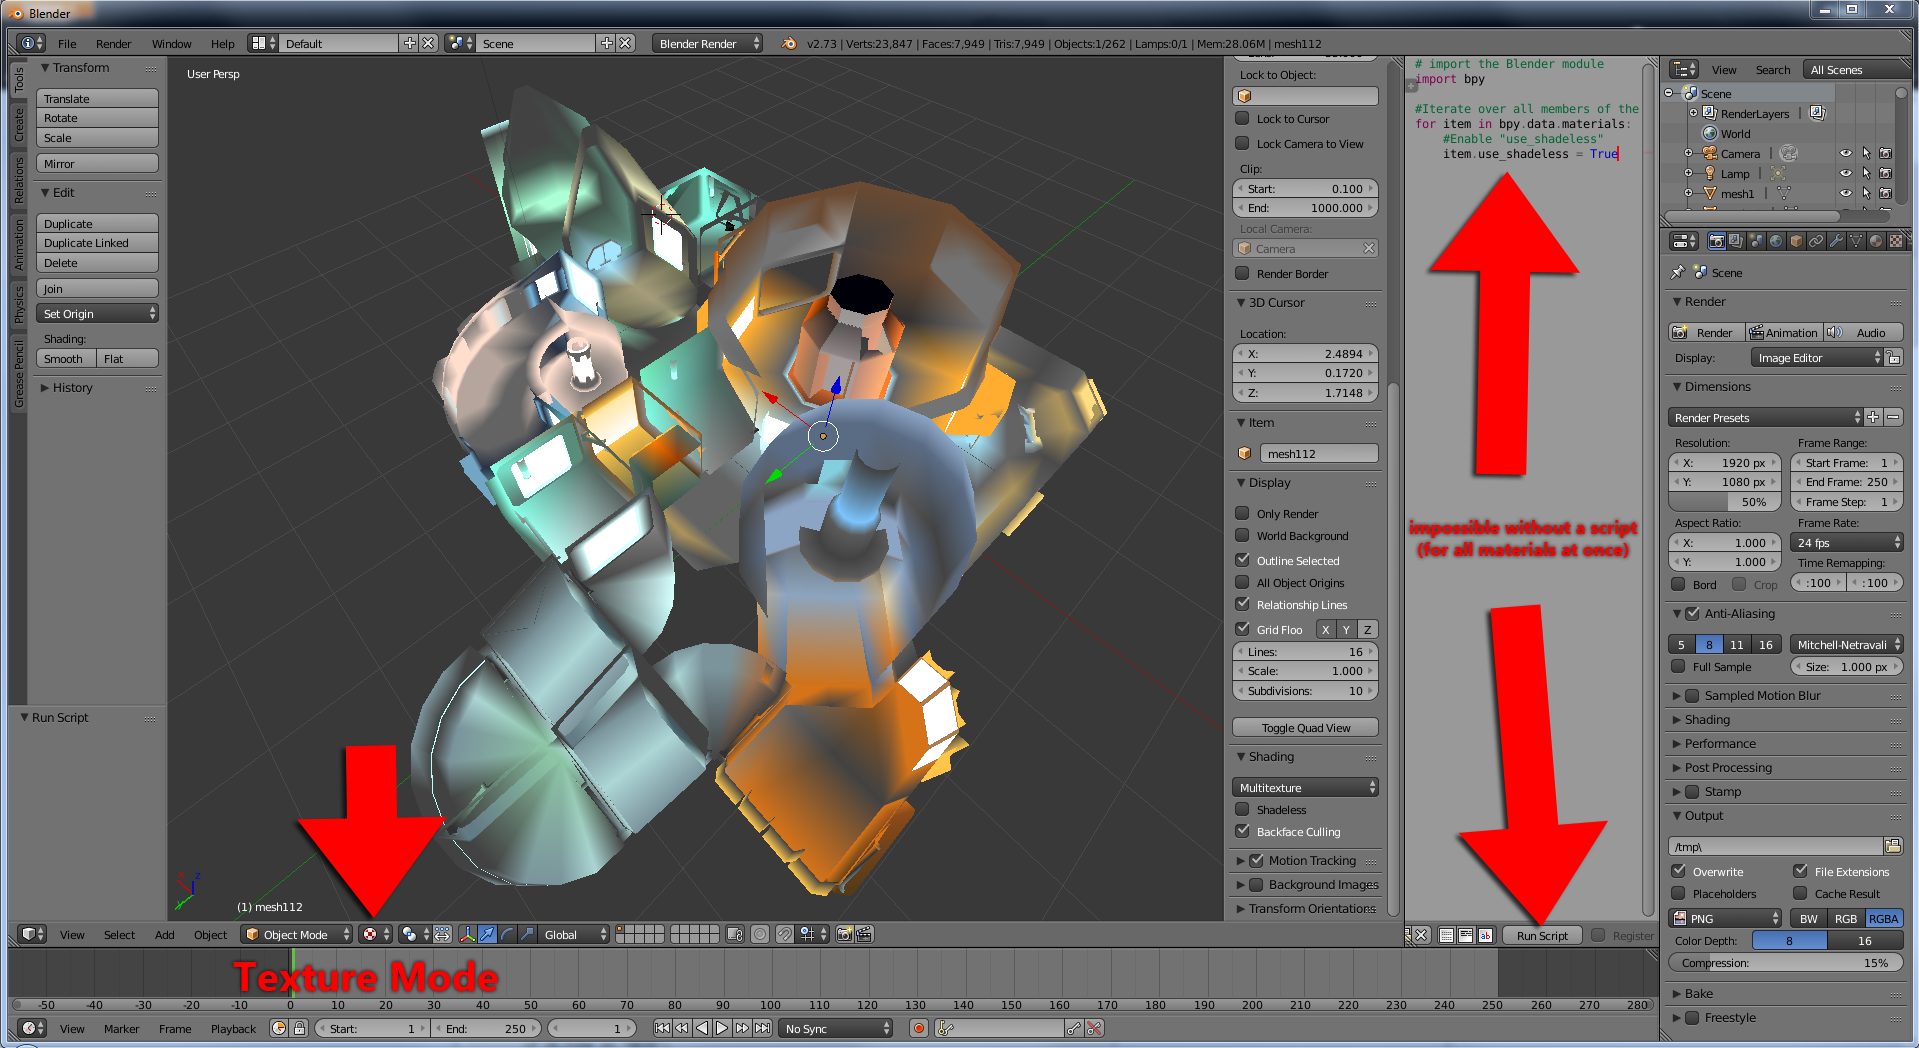 Blender
File Render Window Help Default Scene Blender Render v2.73 | Verts:23,847 | Faces:7,949 | Tris:7,949 | Objects:1/262 | Lamps:0/1 | Mem:28.06M | mesh112
Tools
Create
Relations
Animation
Physics
Grease Pencil
Transform
Translate
Rotate
Scale
Mirror
Edit
Duplicate
Duplicate Linked
Delete
Join
Set Origin
Shading:
Smooth Flat
History
Run Script
User Persp
(1) mesh112
Lock to Object:
Lock to Cursor
Lock Camera to View
Clip:
Start: 0.100
End: 1000.000
Local Camera:
Camera
Render Border
3D Cursor
Location:
X: 2.4894
Y: 0.1720
Z: 1.7148
Item
mesh112
Display
Only Render
World Background
Outline Selected
All Object Origins
Relationship Lines
Grid Floo X Y Z
Lines: 16
Scale: 1.000
Subdivisions: 10
Toggle Quad View
Shading
Multitexture
Shadeless
Backface Culling
Motion Tracking
Background Images
Transform Orientations
# import the Blender module
import bpy
#Iterate over all members of the
for item in bpy.data.materials:
#Enable "use_shadeless"
item.use_shadeless = True
impossible without a script
(for all materials at once)
Run Script Register
View Search All Scenes
Scene
RenderLayers
World
Camera
Lamp
mesh1
Scene
Render
Render Animation Audio
Display: Image Editor
Dimensions
Render Presets
Resolution: Frame Range:
X: 1920 px Start Frame: 1
Y: 1080 px End Frame: 250
50% Frame Step: 1
Aspect Ratio: Frame Rate:
X: 1.000 24 fps
Y: 1.000 Time Remapping:
Bord Crop :100 :100
Anti-Aliasing
5 8 11 16 Mitchell-Netravali
Full Sample Size: 1.000 px
Sampled Motion Blur
Shading
Performance
Post Processing
Stamp
Output
/tmp\
Overwrite File Extensions
Placeholders Cache Result
PNG BW RGB RGBA
Color Depth: 8 16
Compression: 15%
Bake
Freestyle
View Select Add Object Object Mode Global
Texture Mode
-50 -40 -30 -20 -10 0 10 20 30 40 50 60 70 80 90 100 110 120 130 140 150 160 170 180 190 200 210 220 230 240 250 260 270 280
View Marker Frame Playback Start: 1 End: 250 1 No Sync